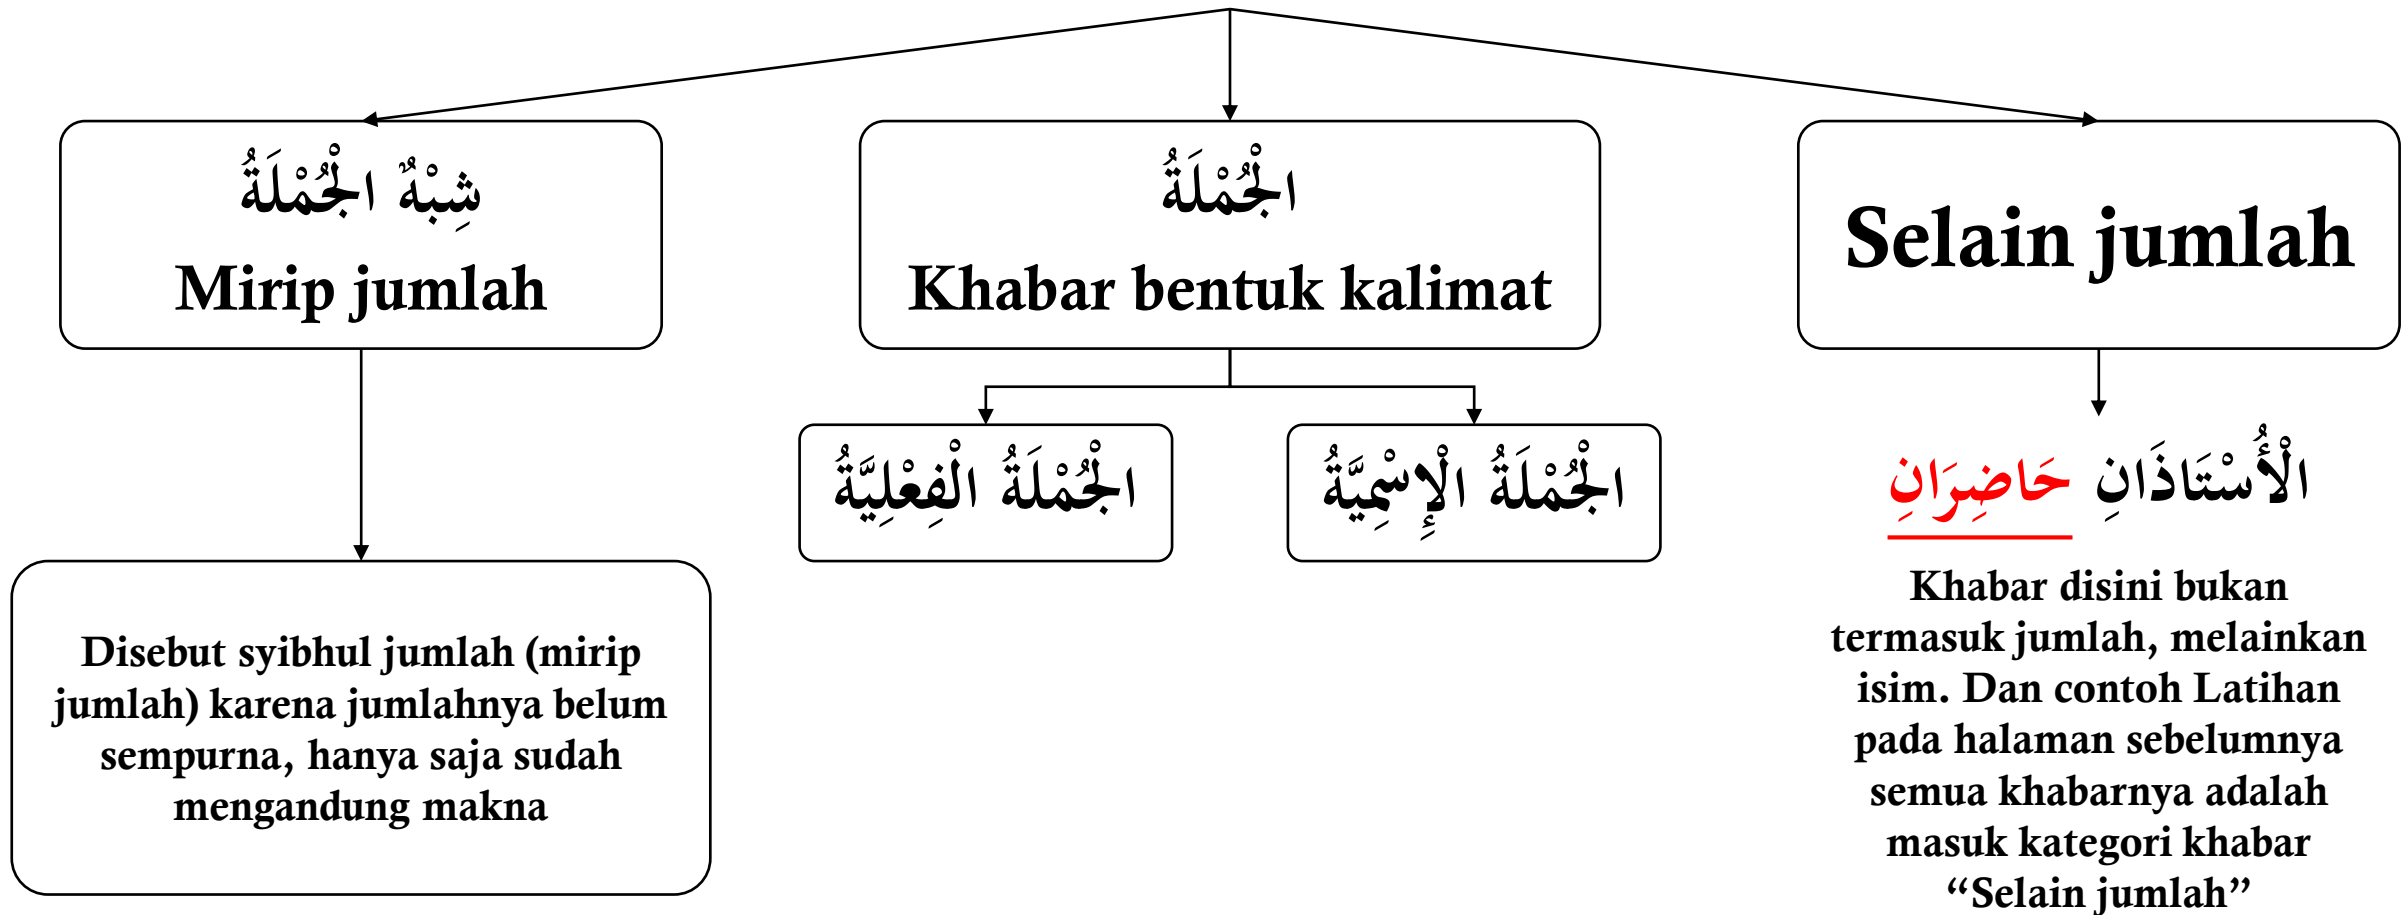 شِبْهٌ الْجُمْلَةُ
Mirip jumlah
الْجُمْلَةُ
Khabar bentuk kalimat
Selain jumlah
الْجُمْلَةُ الْفِعْلِيَّةُ
الْجُمْلَةُ الْإِسْمِيَّةُ
الْأُسْتَاذَانِ حَاضِرَانِ
Disebut syibhul jumlah (mirip
jumlah) karena jumlahnya belum
sempurna, hanya saja sudah
mengandung makna
Khabar disini bukan
termasuk jumlah, melainkan
isim. Dan contoh Latihan
pada halaman sebelumnya
semua khabarnya adalah
masuk kategori khabar
“Selain jumlah”